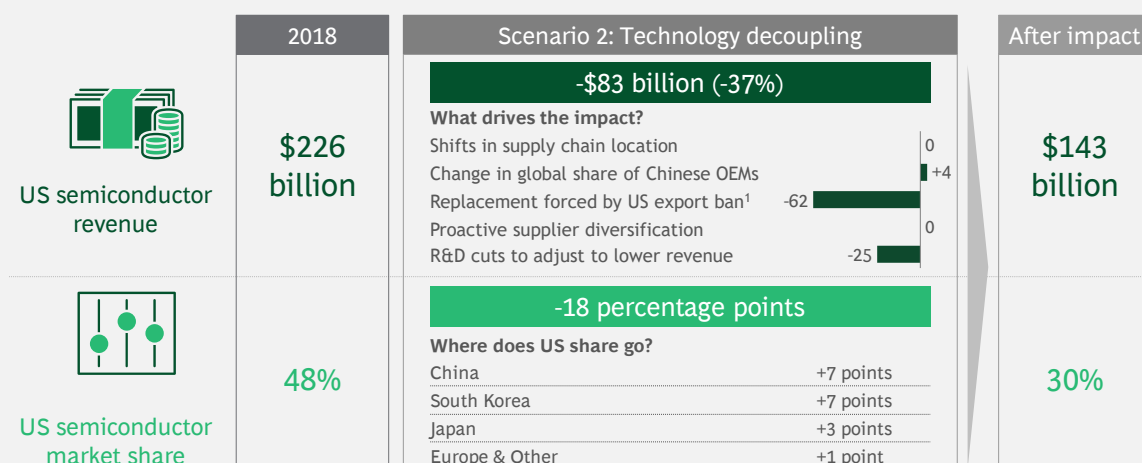 2018
Scenario 2: Technology decoupling
After impact
US semiconductor
revenue
$226
billion
-$83 billion (-37%)
What drives the impact?
Shifts in supply chain location 0
Change in global share of Chinese OEMs +4
Replacement forced by US export ban¹ -62
Proactive supplier diversification 0
R&D cuts to adjust to lower revenue -25
$143
billion
US semiconductor
market share
48%
-18 percentage points
Where does US share go?
China +7 points
South Korea +7 points
Japan +3 points
Europe & Other +1 point
30%